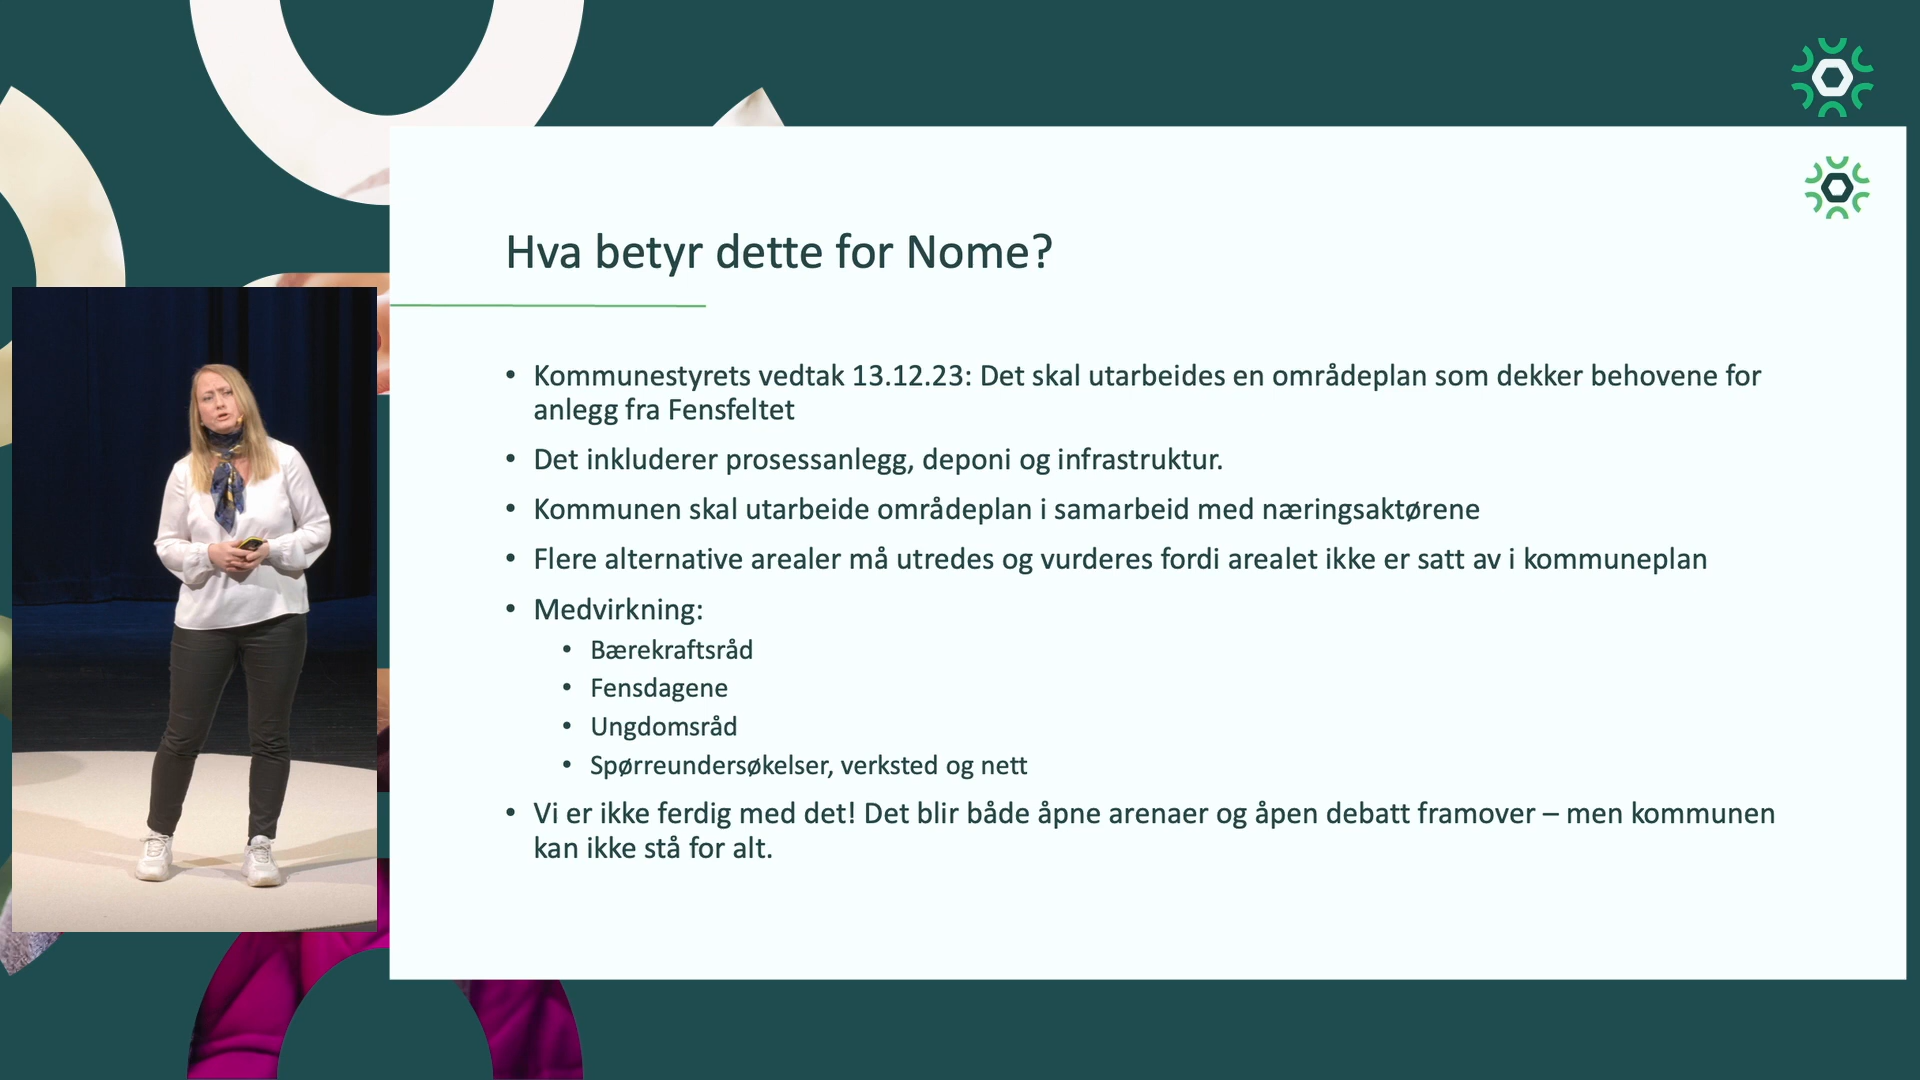 Hva betyr dette for Nome?
• Kommunestyrets vedtak 13.12.23: Det skal utarbeides en områdeplan som dekker behovene for
anlegg fra Fensfeltet
• Det inkluderer prosessanlegg, deponi og infrastruktur.
• Kommunen skal utarbeide områdeplan i samarbeid med næringsaktørene
• Flere alternative arealer må utredes og vurderes fordi arealet ikke er satt av i kommuneplan
• Medvirkning:
• Bærekraftsråd
• Fensdagene
• Ungdomsråd
• Spørreundersøkelser, verksted og nett
• Vi er ikke ferdig med det! Det blir både åpne arenaer og åpen debatt framover – men kommunen
kan ikke stå for alt.